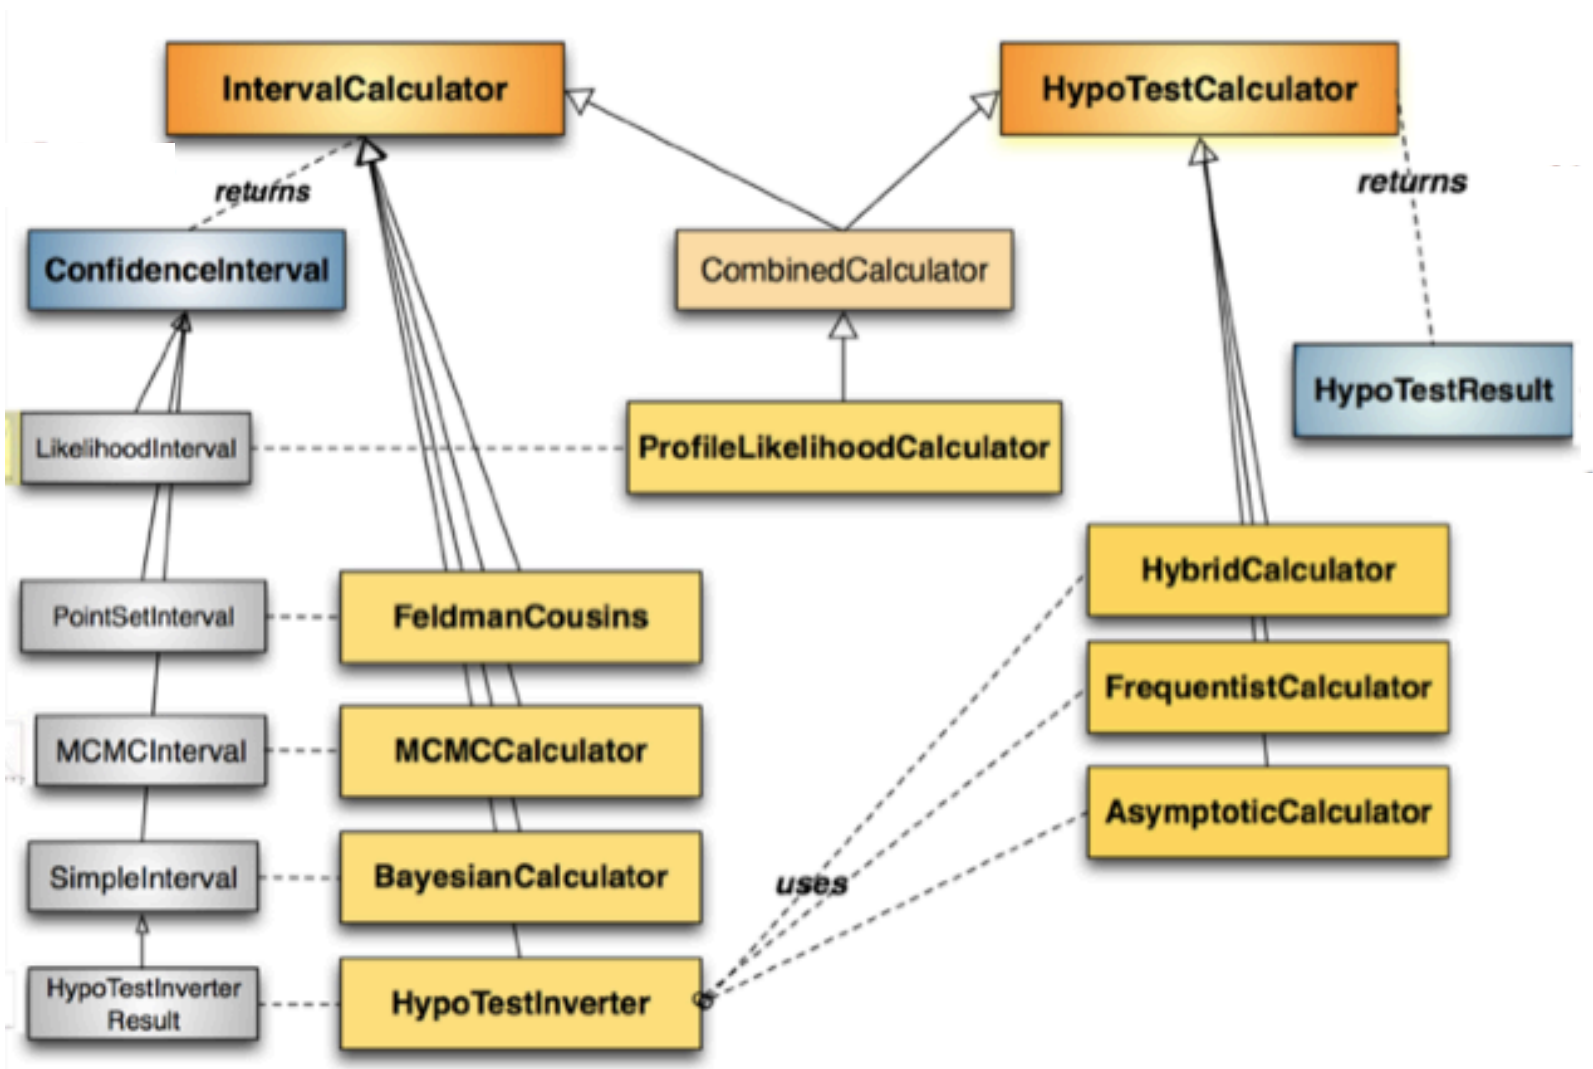 IntervalCalculator
HypoTestCalculator
returns
returns
ConfidenceInterval
CombinedCalculator
HypoTestResult
LikelihoodInterval
ProfileLikelihoodCalculator
HybridCalculator
PointSetInterval
FeldmanCousins
FrequentistCalculator
MCMCInterval
MCMCCalculator
AsymptoticCalculator
SimpleInterval
BayesianCalculator
uses
HypoTestInverter
Result
HypoTestInverter